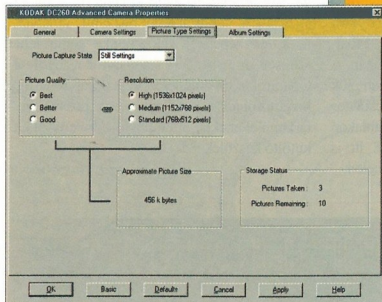 KODAK DC260 Advanced Camera Properties
General
Camera Settings
Picture Type Settings
Album Settings
Picture Capture State
Still Settings
Picture Quality
Best
Better
Good
Resolution
High (1536x1024 pixels)
Medium (1152x768 pixels)
Standard (768x512 pixels)
Approximate Picture Size
456 k bytes
Storage Status
Pictures Taken: 3
Pictures Remaining: 10
OK
Basic
Defaults
Cancel
Apply
Help